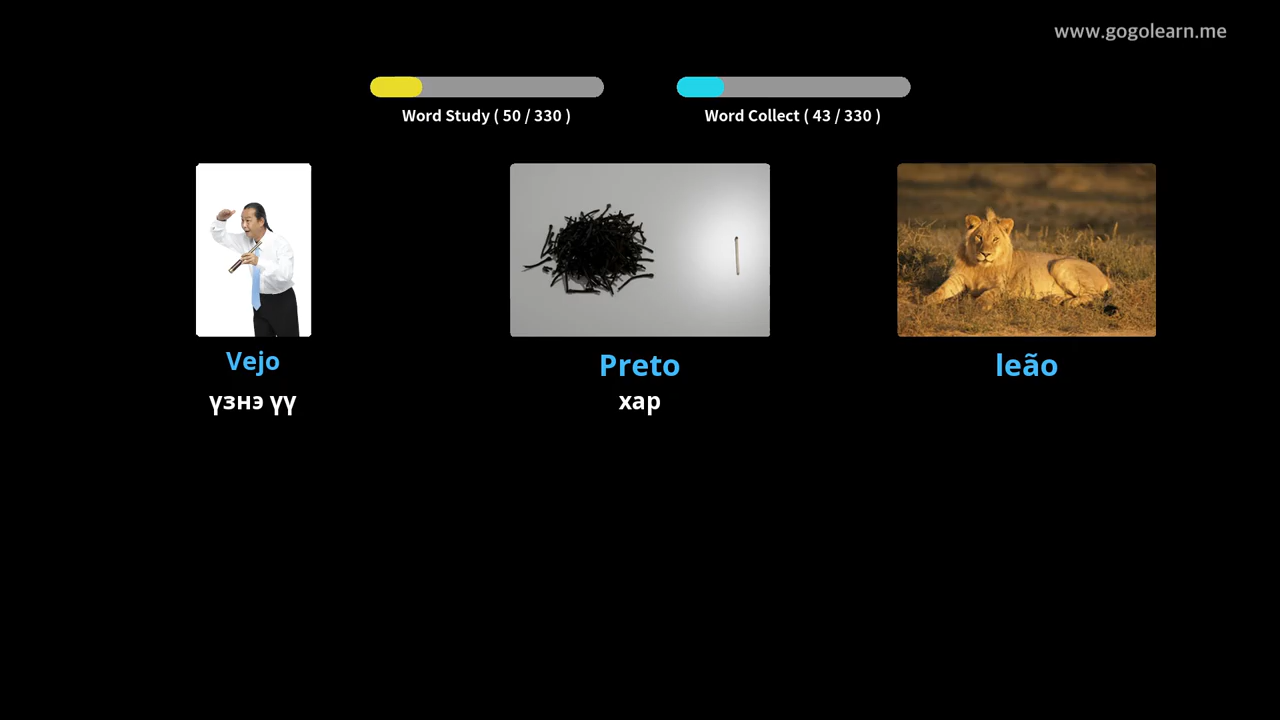 www.gogolearn.me
Word Study ( 50 / 330 )
Word Collect ( 43 / 330 )
Vejo
Preto
leão
үзнэ үү
хар